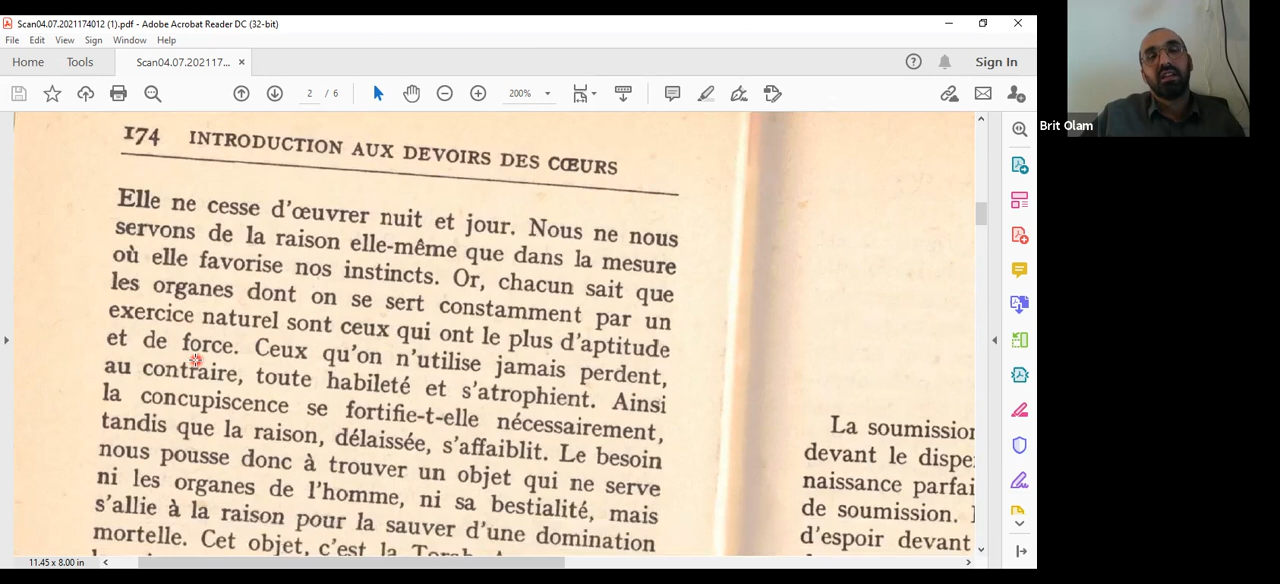 Scan04.07.2021174012 (1).pdf - Adobe Acrobat Reader DC (32-bit)
File Edit View Sign Window Help
Home Tools Scan04.07.202117... × Sign In
2 / 6 200%
Brit Olam
174 INTRODUCTION AUX DEVOIRS DES CŒURS
Elle ne cesse d'œuvrer nuit et jour. Nous ne nous
servons de la raison elle-même que dans la mesure
où elle favorise nos instincts. Or, chacun sait que
les organes dont on se sert constamment par un
exercice naturel sont ceux qui ont le plus d'aptitude
et de force. Ceux qu'on n'utilise jamais perdent,
au contraire, toute habileté et s'atrophient. Ainsi
la concupiscence se fortifie-t-elle nécessairement,
tandis que la raison, délaissée, s'affaiblit. Le besoin
nous pousse donc à trouver un objet qui ne serve
ni les organes de l'homme, ni sa bestialité, mais
s'allie à la raison pour la sauver d'une domination
mortelle. Cet objet, c'est la
La soumission
devant le dispe
naissance parfai
de soumission.
d'espoir devant
11.45 x 8.00 in